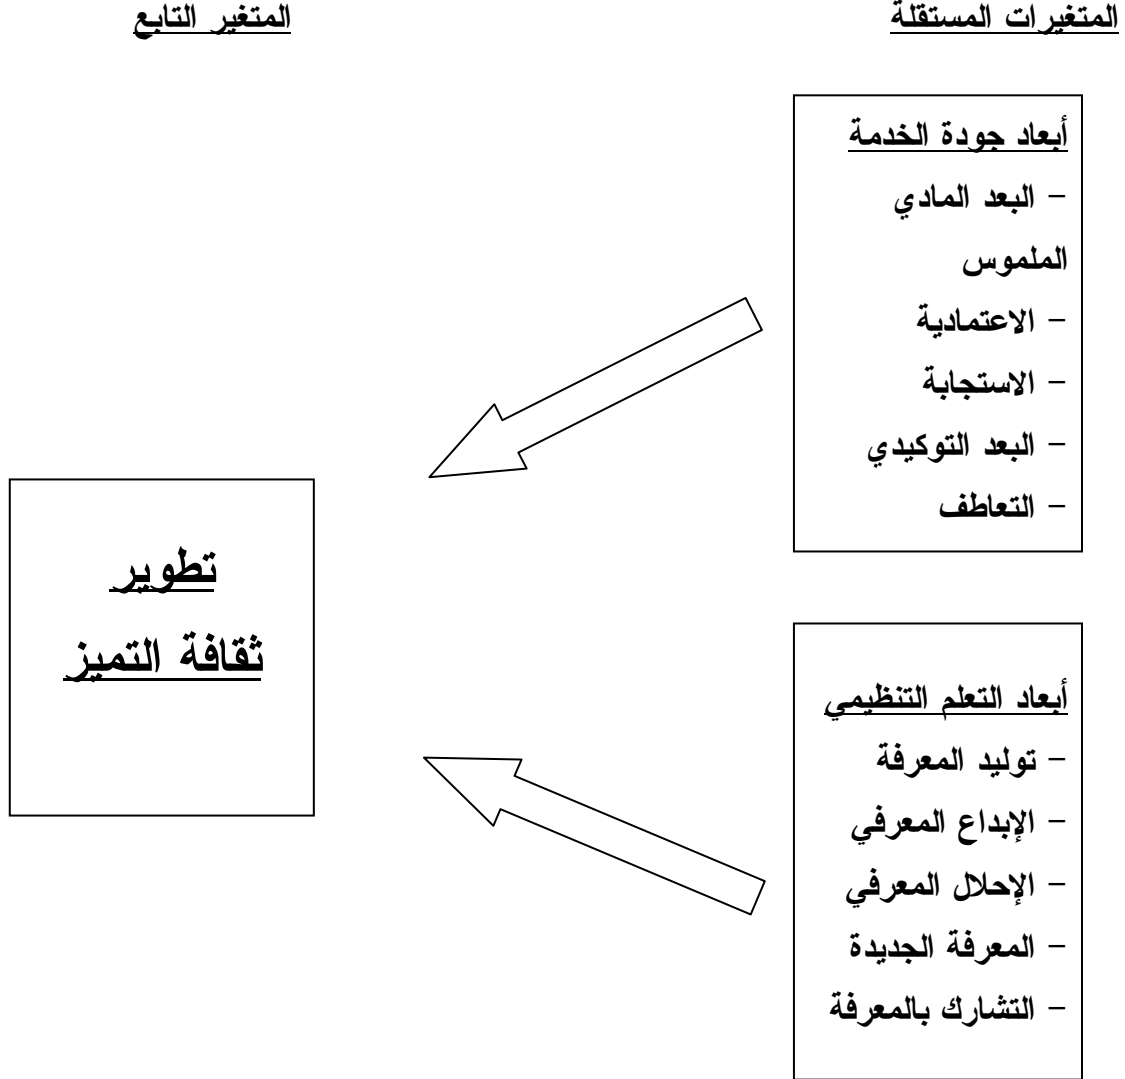 المتغيرات المستقلة
المتغير التابع
أبعاد جودة الخدمة
– البعد المادي
الملموس
– الاعتمادية
– الاستجابة
– البعد التوكيدي
– التعاطف
أبعاد التعلم التنظيمي
– توليد المعرفة
– الإبداع المعرفي
– الإحلال المعرفي
– المعرفة الجديدة
– التشارك بالمعرفة
تطوير
ثقافة التميز